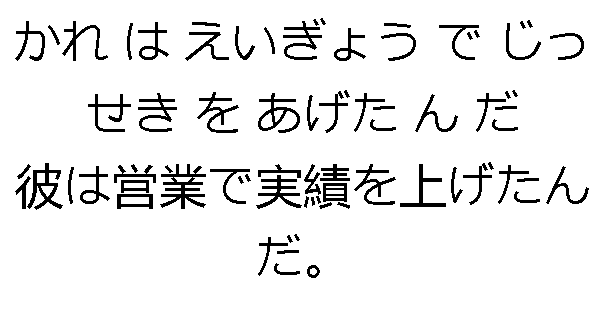 かれ は えいぎょう で じっ
せき を あげた ん だ
彼は営業で実績を上げたん
だ。